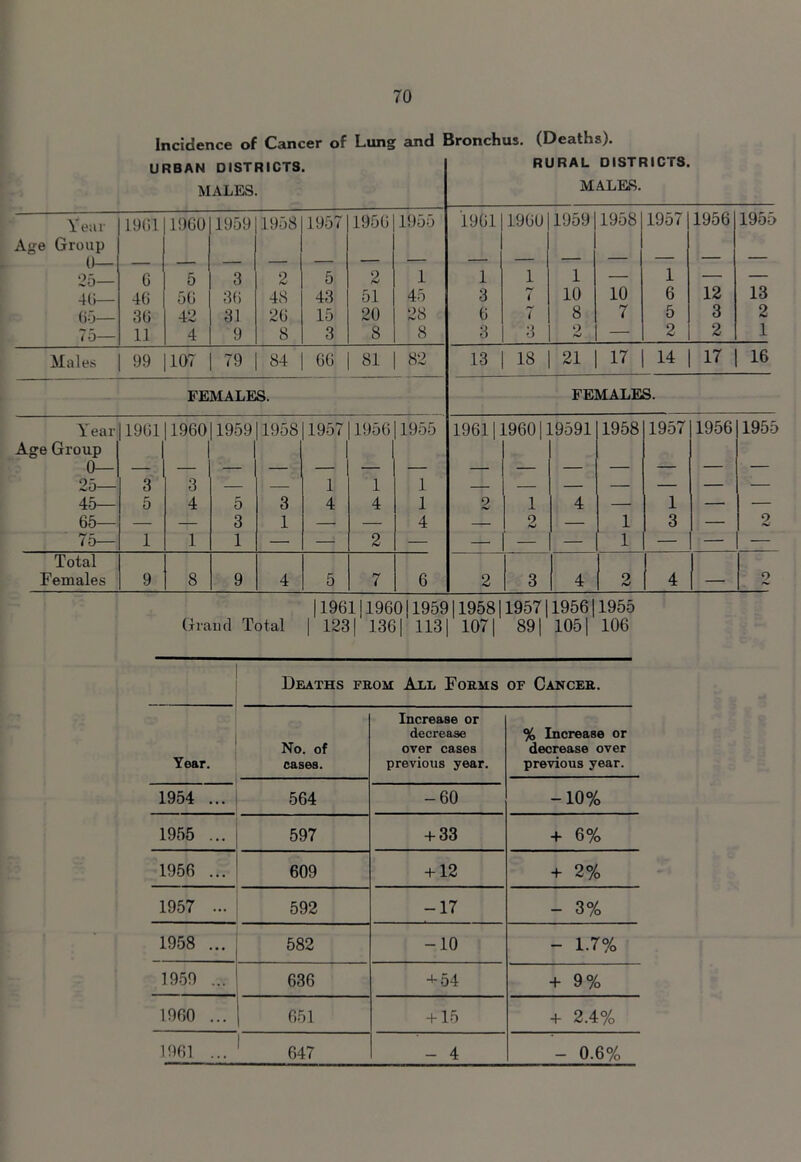 70
Incidence of Cancer of Lung and Bronchus. (Deaths).
URBAN DISTRICTS. RURAL DISTRICTS.
MALES. MALES.
Year 1961 1960 1959 1958 1957 1956 1955 1961 1960 1959 1958 1957 1956 1955
Age Group
0— — — — — — — — — — — — — — —
25— 6 5 3 2 5 2 1 1 1 1 — 1 — —
46— 46 56 36 48 43 51 45 3 7 10 10 6 12 13
65— 36 42 31 26 15 20 28 6 7 8 7 5 3 2
75— 11 4 9 8 3 8 8 3 3 2 — 2 2 1
Males 99 107 79 84 66 81 82 13 18 21 17 14 17 16
FEMALES. FEMALES.
Year 1961 1960 1959 1958 1957 1956 1955 1961 1960 19591 1958 1957 1956 1955
Age Group
0— — — — — — — — — — — — — — —
25— 3 3 — — 1 1 1 — — — — — — —
45— 5 4 5 3 4 4 1 2 1 4 — 1 — —
65— — — 3 1 — — 4 — 2 — 1 3 — 2
75— 1 1 1 — — 2 — — — — 1 — — —
Total
Females 9 8 9 4 5 7 6 2 3 4 2 4 — 2
1961 1960 1959 1958 1957 1956 1955
Grand Total 123 136 113 107 89 105 106
DEATHS FROM ALL FORMS OF CANCER.
Year. No. of cases. Increase or decrease over cases previous year. % Increase or decrease over previous year.
1954 ... 564 -60 -10%
1955 ... 597 +33 + 6%
1956 ... 609 +12 + 2%
1957 ... 592 -17 - 3%
1958 ... 582 -10 - 1.7%
1959 ... 636 +54 + 9%
1960 ... 651 +15 + 2.4%
1961 ... 647 - 4 - 0.6%